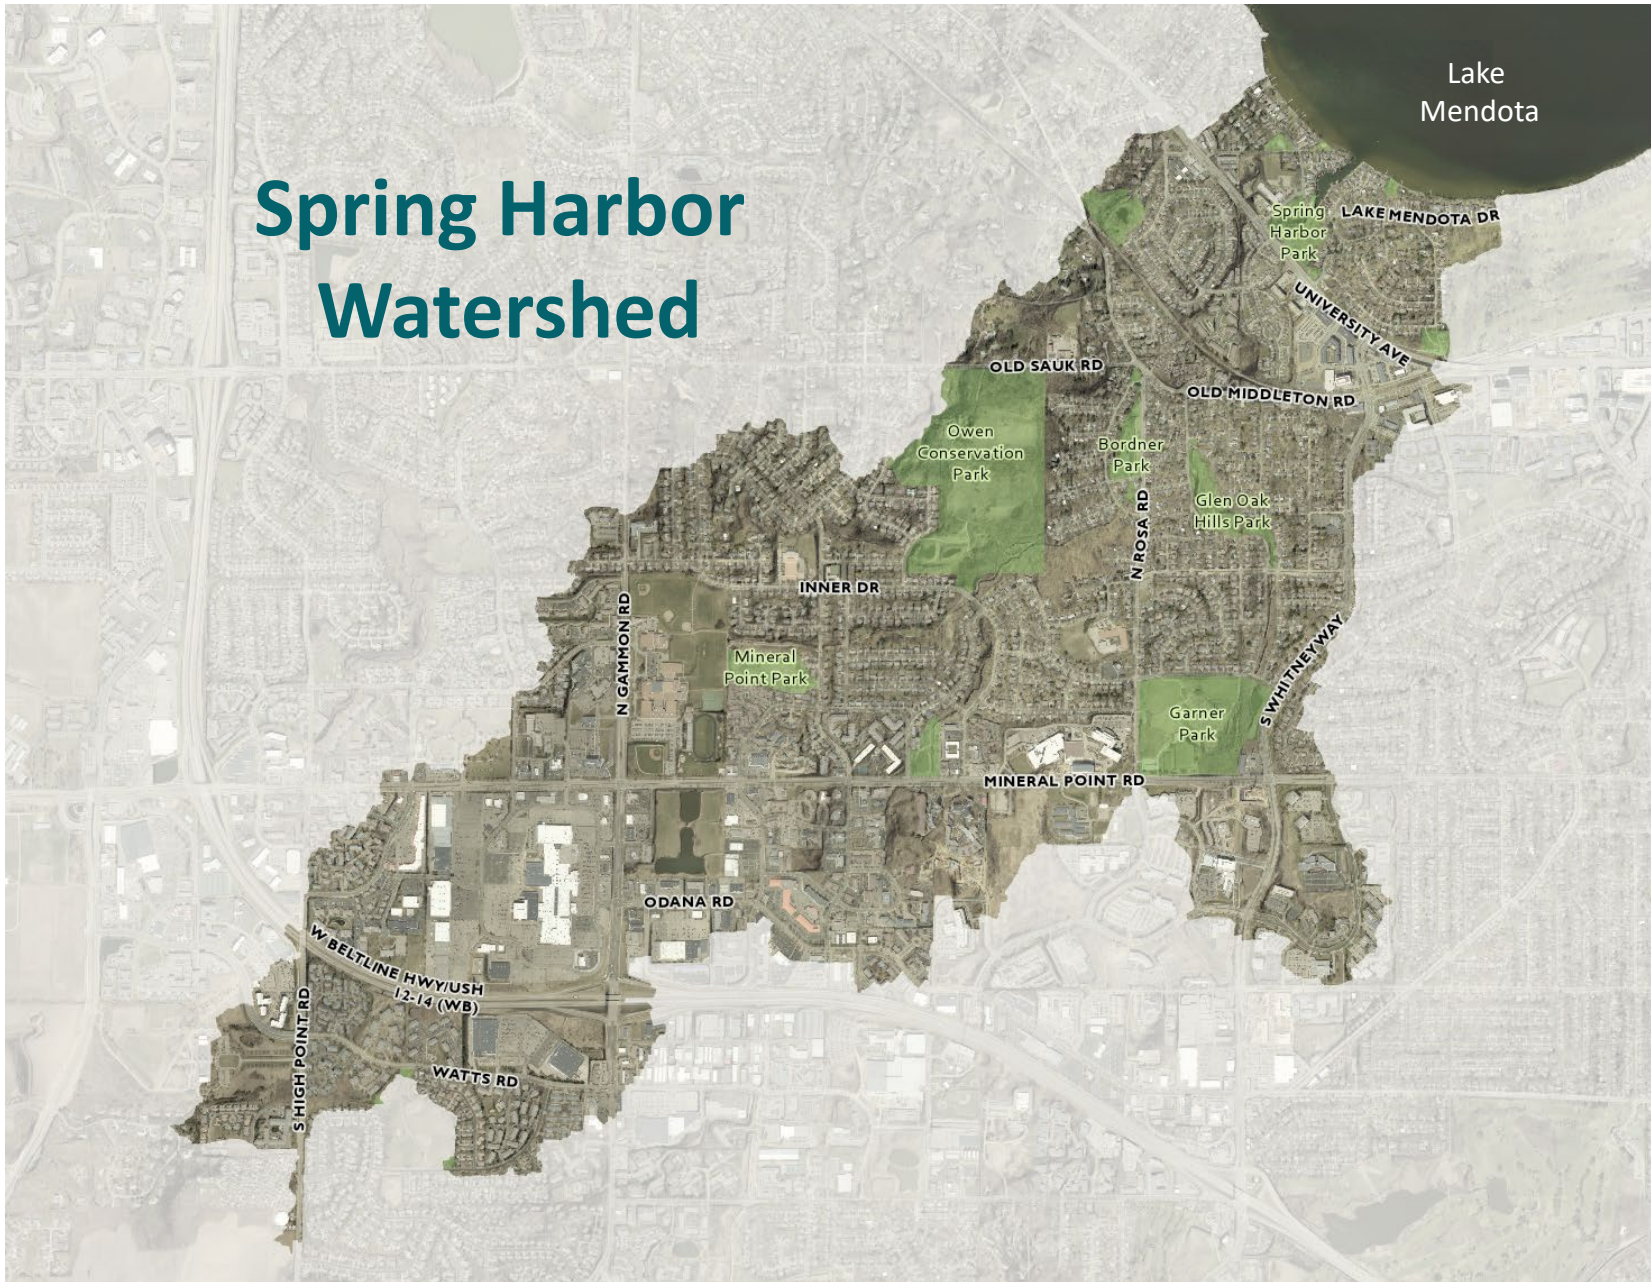 Lake
Mendota
Spring Harbor
Watershed
Spring
Harbor
Park
LAKE MENDOTA DR
UNIVERSITY AVE
OLD SAUK RD
OLD MIDDLETON RD
Owen
Conservation
Park
Bordner
Park
Glen Oak
Hills Park
N ROSA RD
INNER DR
N GAMMON RD
Mineral
Point Park
S WHITNEY WAY
Garner
Park
MINERAL POINT RD
ODANA RD
W BELTLINE HWY/USH
12-14 (WB)
S HIGH POINT RD
WATTS RD